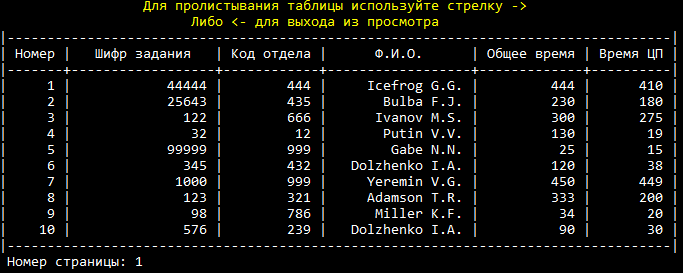 Для пролистывания таблицы используйте стрелку ->
Либо <- для выхода из просмотра
|Номер | Шифр задания | Код отдела | Ф.И.О. | Общее время | Время ЦП |
| 1 | 44444 | 444 | Icefrog G.G. | 444 | 410 |
| 2 | 25643 | 435 | Bulba F.J. | 230 | 180 |
| 3 | 122 | 666 | Ivanov M.S. | 300 | 275 |
| 4 | 32 | 12 | Putin V.V. | 130 | 19 |
| 5 | 99999 | 999 | Gabe N.N. | 25 | 15 |
| 6 | 345 | 432 | Dolzhenko I.A. | 120 | 38 |
| 7 | 1000 | 999 | Yeremin V.G. | 450 | 449 |
| 8 | 123 | 321 | Adamson T.R. | 333 | 200 |
| 9 | 98 | 786 | Miller K.F. | 34 | 20 |
| 10 | 576 | 239 | Dolzhenko I.A. | 90 | 30 |
Номер страницы: 1